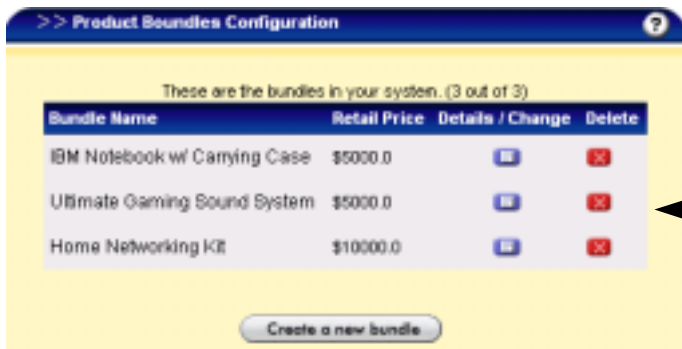 >> Product Boundles Configuration ?
These are the bundles in your system. (3 out of 3)
Bundle Name Retail Price Details / Change Delete
IBM Notebook w/ Carrying Case $5000.0
Ultimate Gaming Sound System $5000.0
Home Networking Kit $10000.0
Create a new bundle